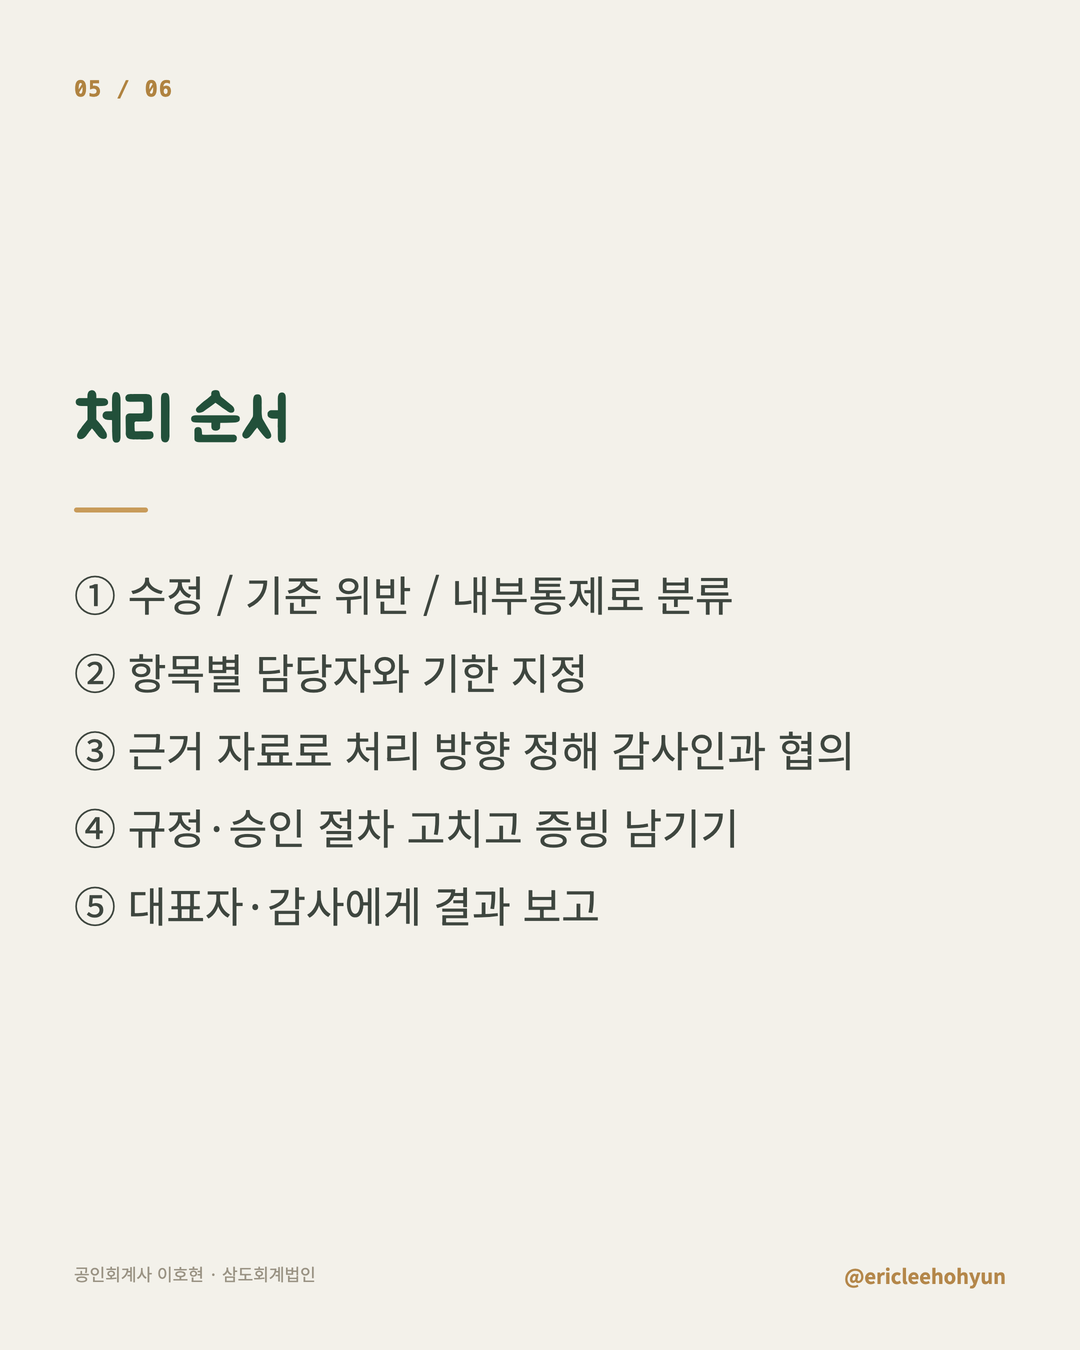 05 / 06
처리 순서
① 수정 / 기준 위반 / 내부통제로 분류
② 항목별 담당자와 기한 지정
③ 근거 자료로 처리 방향 정해 감사인과 협의
④ 규정·승인 절차 고치고 증빙 남기기
⑤ 대표자·감사에게 결과 보고
공인회계사 이호현 · 삼도회계법인
@ericleehohyun